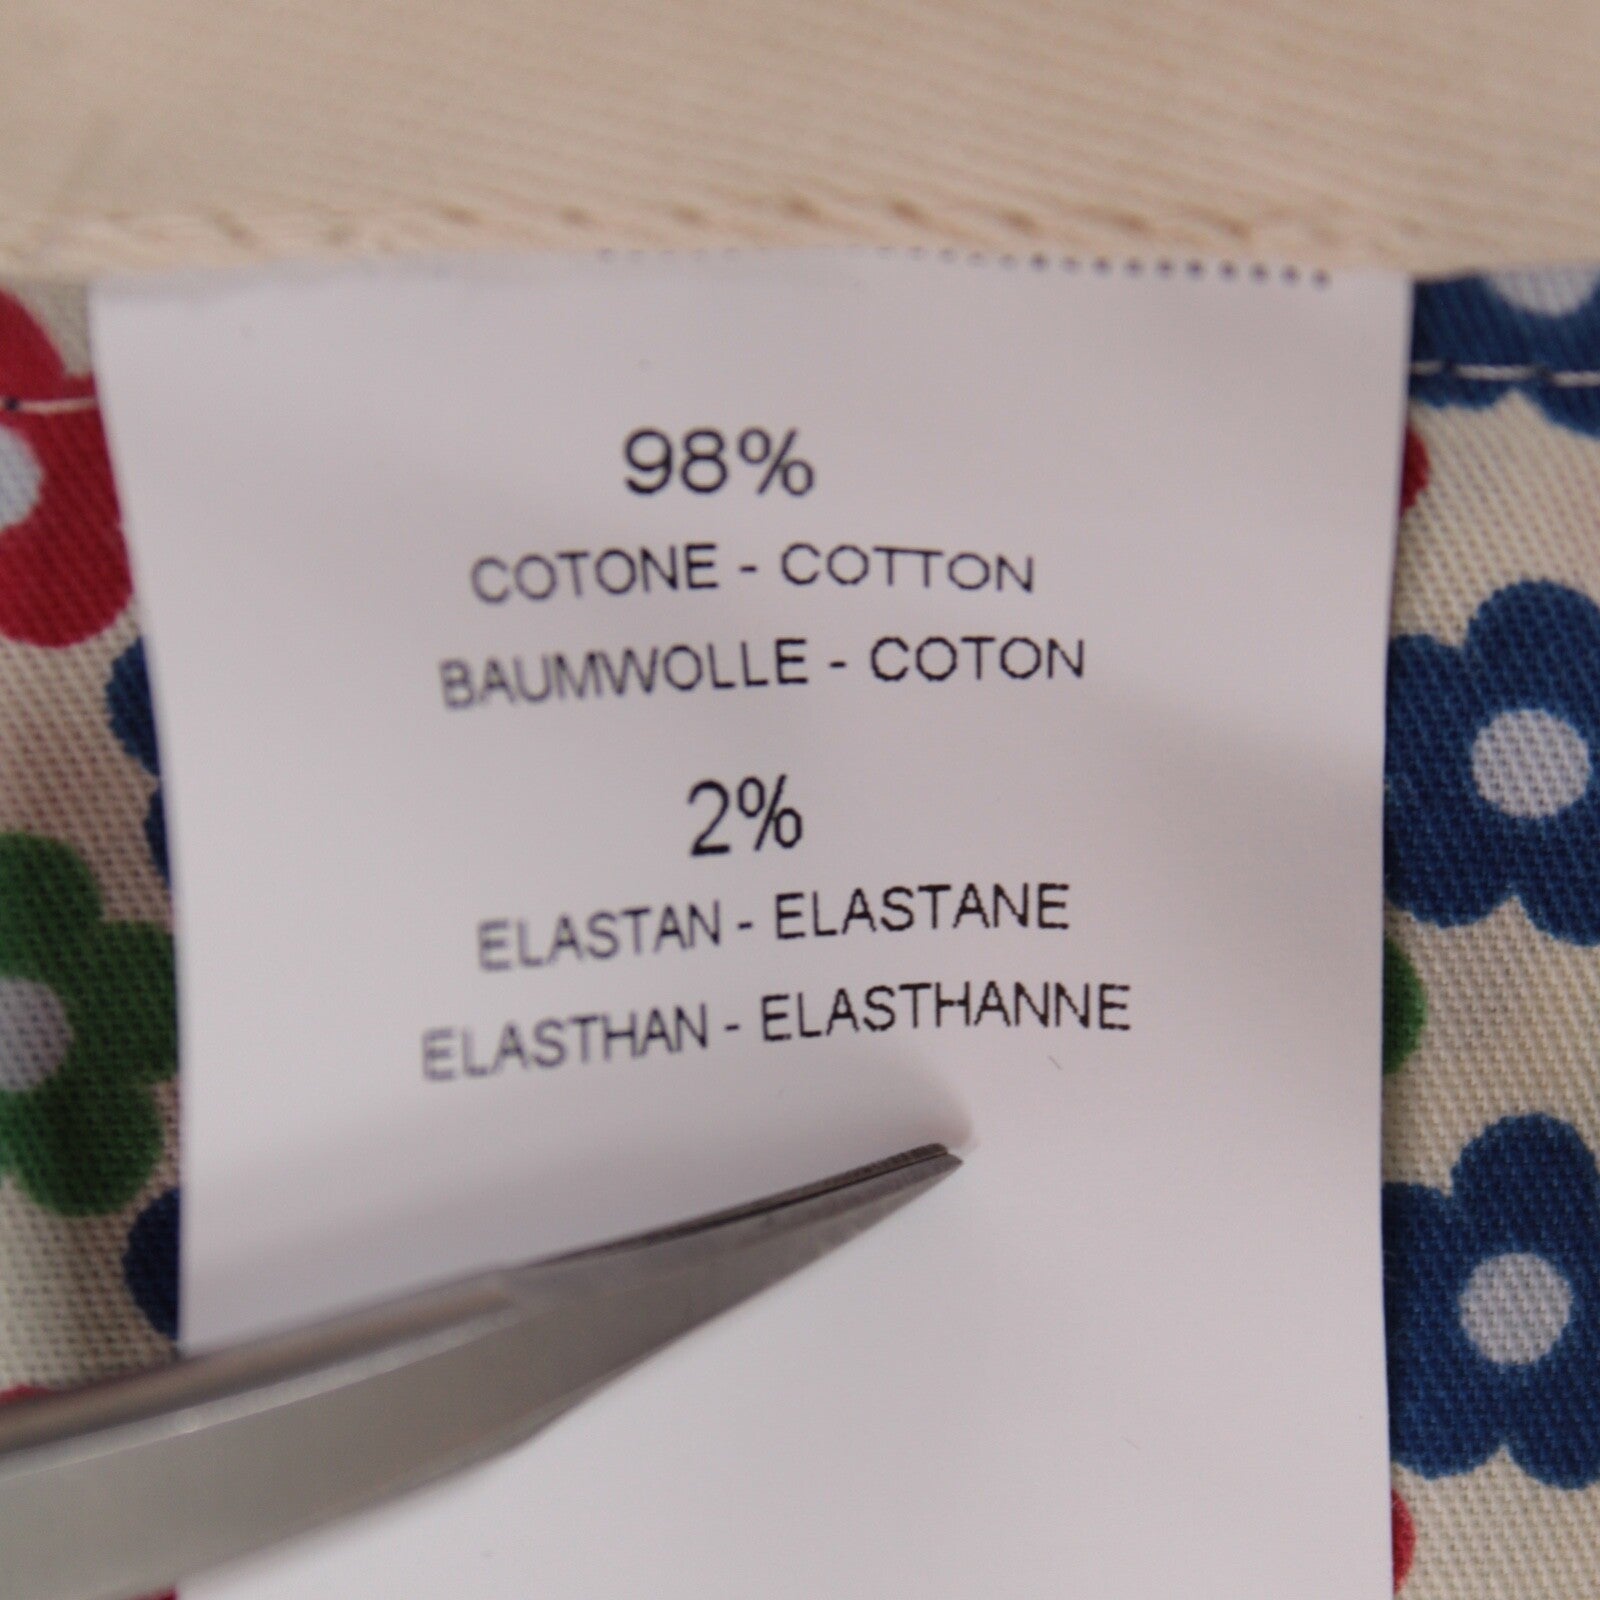 98%
COTONE - COTTON
BAUMWOLLE - COTON
2%
ELASTAN - ELASTANE
ELASTHAN - ELASTHANNE